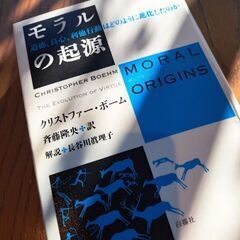 モラル
の起源
道徳、良心、利他行動はどのように進化したのか
CHRISTOPHER BOEHM
THE EVOLUTION OF VIRTUE,
MORAL
ORIGINS
クリストファー・ボーム
斉藤隆央◆訳
解説◆長谷川眞理子
白揚社